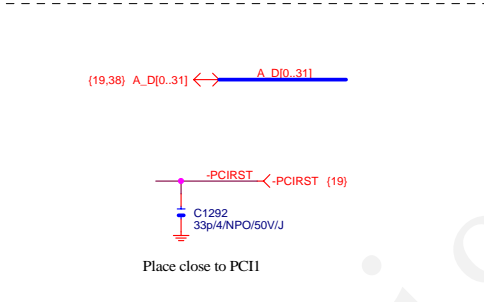 {19,38} A_D[0..31] A_D[0..31]
-PCIRST -PCIRST {19}
C1292
33p/4/NPO/50V/J
Place close to PCI1